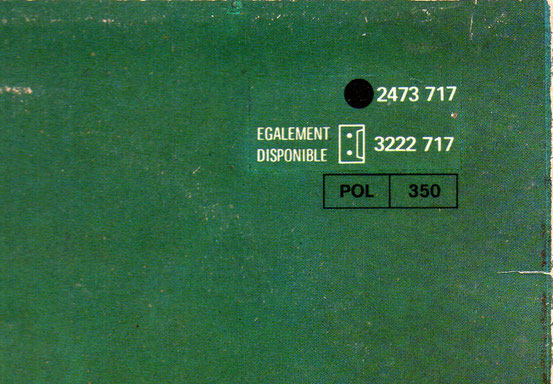 2473 717
EGALEMENT
DISPONIBLE 3222 717
POL 350